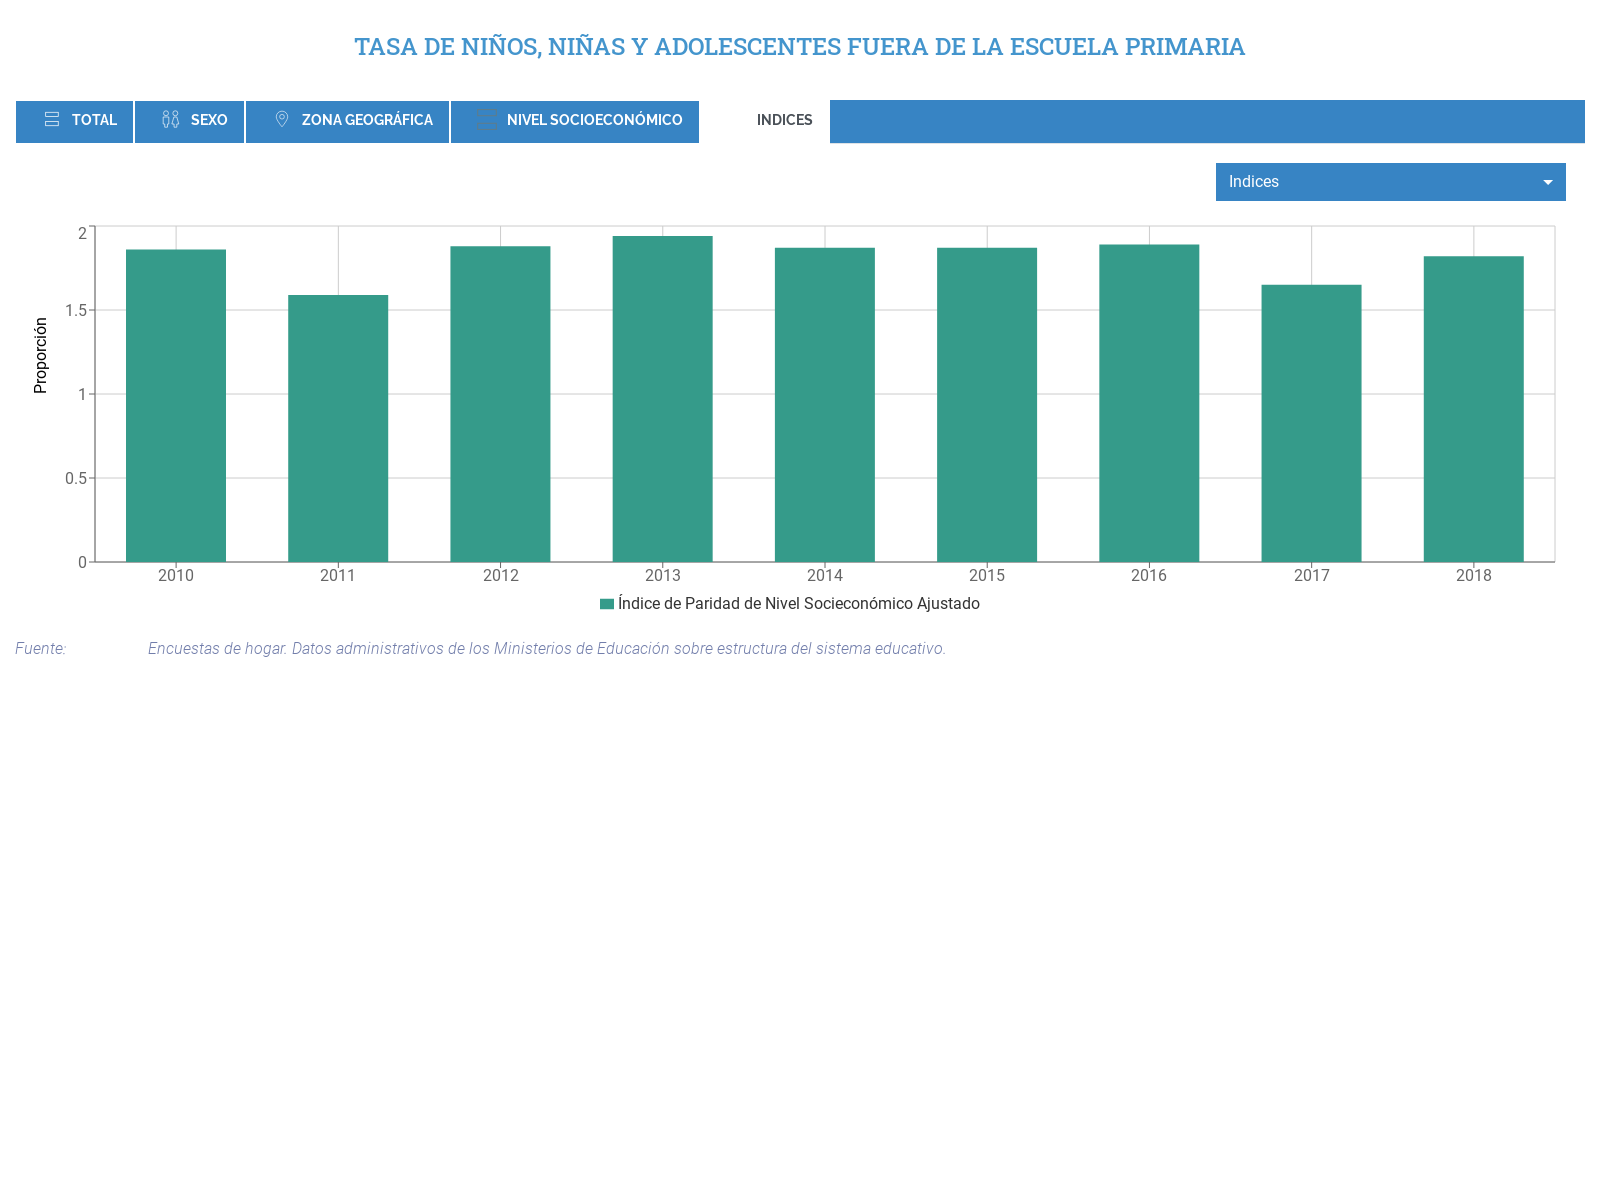 TASA DE NIÑOS, NIÑAS Y ADOLESCENTES FUERA DE LA ESCUELA PRIMARIA
TOTAL SEXO ZONA GEOGRÁFICA NIVEL SOCIOECONÓMICO INDICES
Indices
2
1.5
1
0.5
0
Proporción
2010 2011 2012 2013 2014 2015 2016 2017 2018
Índice de Paridad de Nivel Socieconómico Ajustado
Fuente: Encuestas de hogar. Datos administrativos de los Ministerios de Educación sobre estructura del sistema educativo.